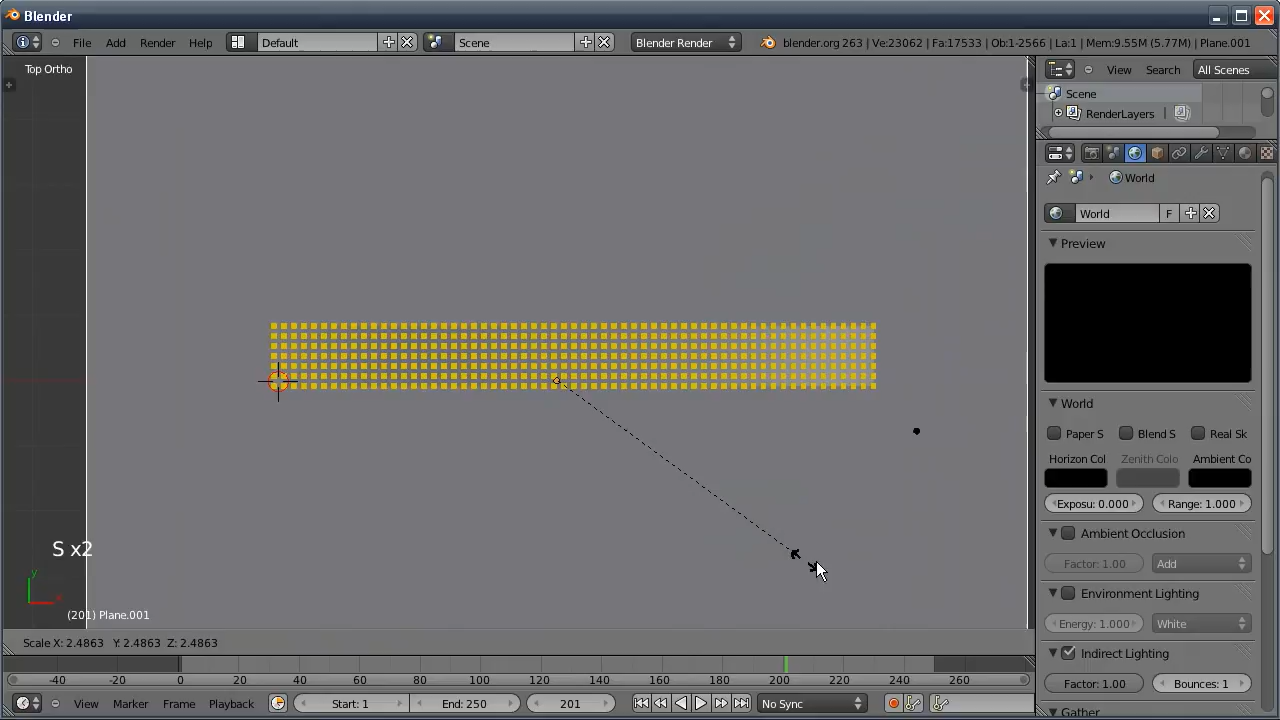 Blender
File Add Render Help Default Scene Blender Render blender.org 263 | Ve:23062 | Fa:17533 | Ob:1-2566 | La:1 | Mem:9.55M (5.77M) | Plane.001
Top Ortho
View Search All Scenes
Scene
RenderLayers
World
World F
Preview
World
Paper S Blend S Real Sk
Horizon Col Zenith Colo Ambient Co
Exposu: 0.000 Range: 1.000
Ambient Occlusion
Factor: 1.00 Add
Environment Lighting
Energy: 1.000 White
Indirect Lighting
Factor: 1.00 Bounces: 1
Gather
S x2
y
x
(201) Plane.001
Scale X: 2.4863 Y: 2.4863 Z: 2.4863
-40 -20 0 20 40 60 80 100 120 140 160 180 200 220 240 260
View Marker Frame Playback Start: 1 End: 250 201 No Sync